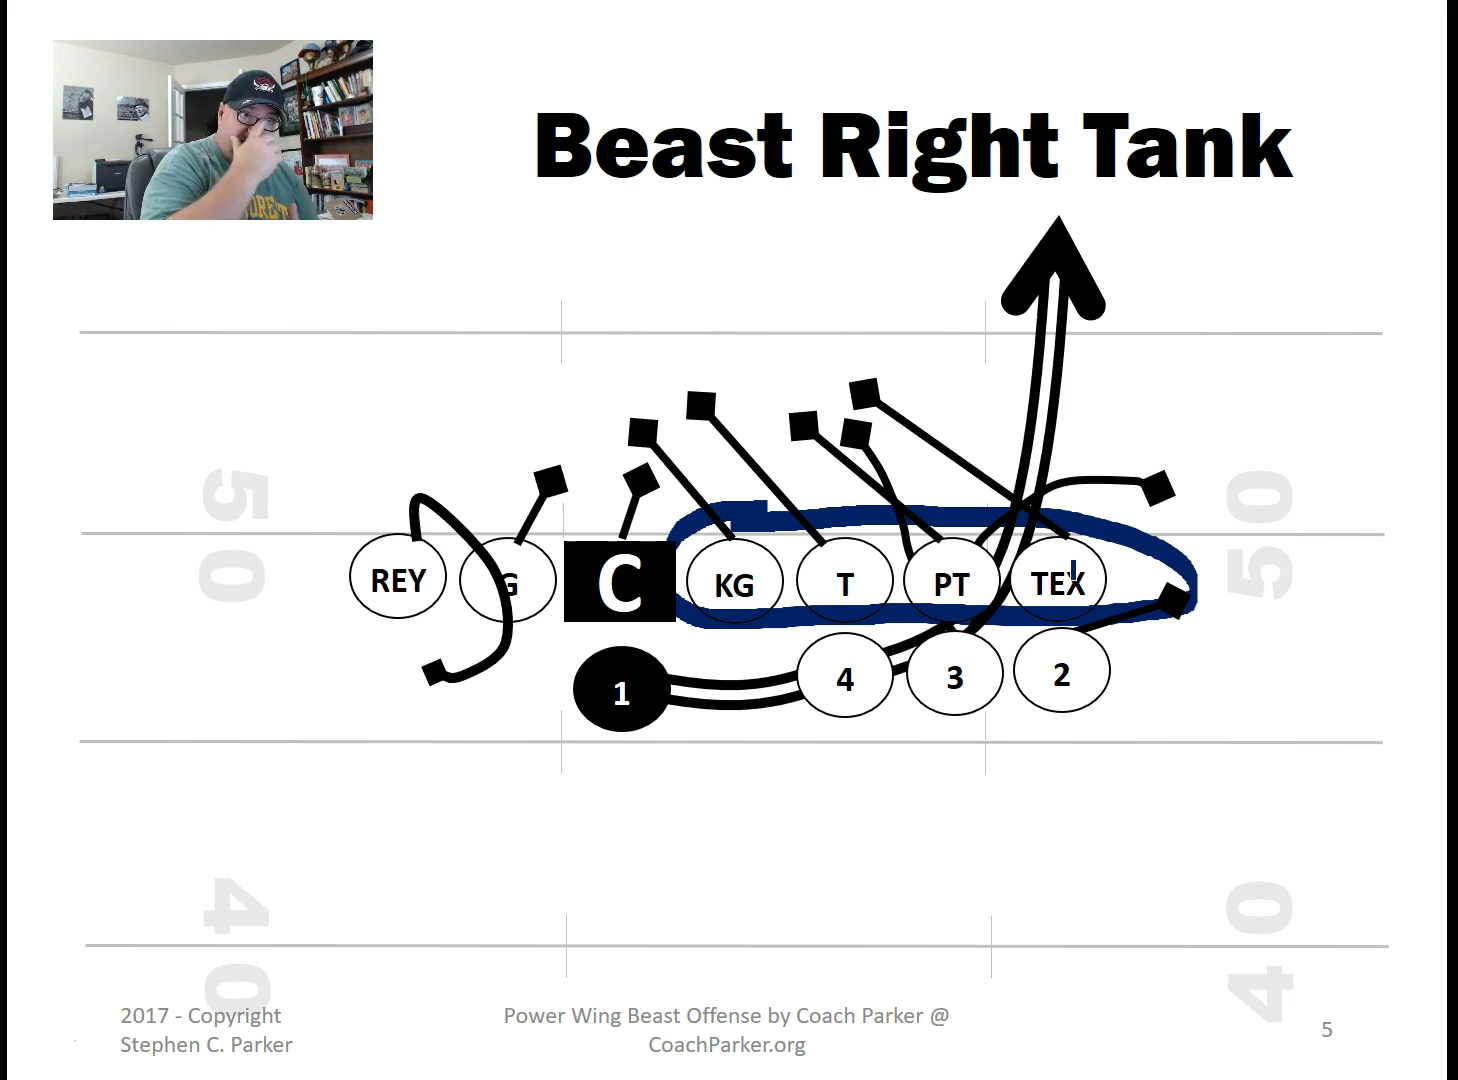 Beast Right Tank
50
50
REY
G
C
KG
T
PT
TEX
1
4
3
2
40
40
2017 - Copyright
Stephen C. Parker
Power Wing Beast Offense by Coach Parker @
CoachParker.org
5